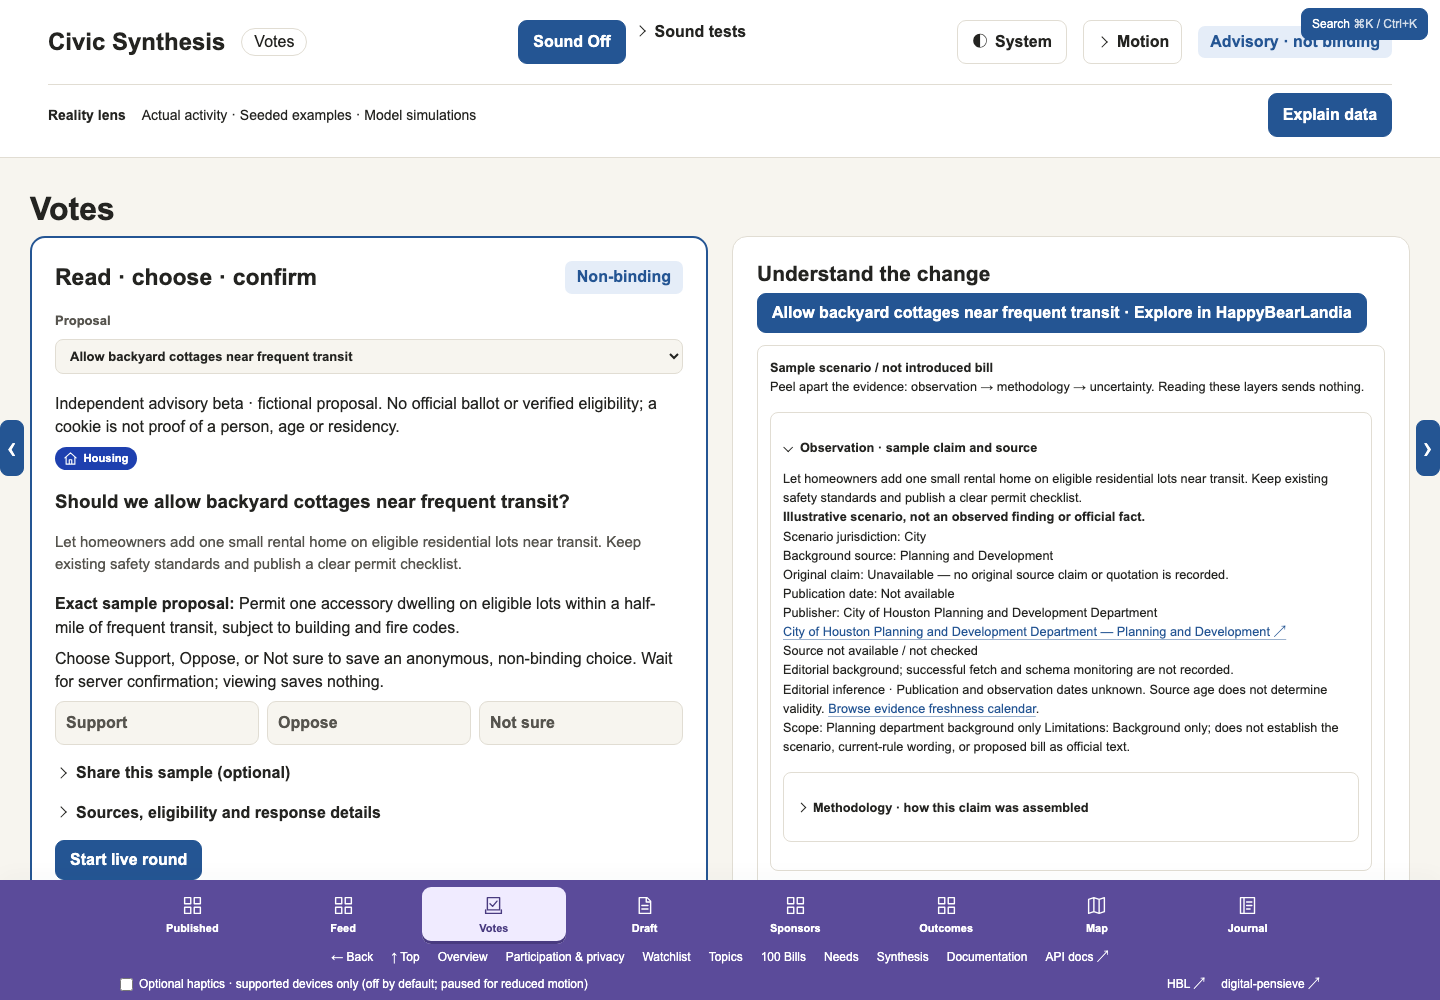 Civic Synthesis
Votes
Sound Off
Sound tests
System
Motion
Advisory · not binding
Search ⌘K / Ctrl+K
Reality lens Actual activity · Seeded examples · Model simulations
Explain data
Votes
Read · choose · confirm
Non-binding
Proposal
Allow backyard cottages near frequent transit
Independent advisory beta · fictional proposal. No official ballot or verified eligibility; a
cookie is not proof of a person, age or residency.
Housing
Should we allow backyard cottages near frequent transit?
Let homeowners add one small rental home on eligible residential lots near transit. Keep
existing safety standards and publish a clear permit checklist.
Exact sample proposal: Permit one accessory dwelling on eligible lots within a half-
mile of frequent transit, subject to building and fire codes.
Choose Support, Oppose, or Not sure to save an anonymous, non-binding choice. Wait
for server confirmation; viewing saves nothing.
Support
Oppose
Not sure
Share this sample (optional)
Sources, eligibility and response details
Start live round
Understand the change
Allow backyard cottages near frequent transit · Explore in HappyBearLandia
Sample scenario / not introduced bill
Peel apart the evidence: observation → methodology → uncertainty. Reading these layers sends nothing.
Observation · sample claim and source
Let homeowners add one small rental home on eligible residential lots near transit. Keep existing
safety standards and publish a clear permit checklist.
Illustrative scenario, not an observed finding or official fact.
Scenario jurisdiction: City
Background source: Planning and Development
Original claim: Unavailable — no original source claim or quotation is recorded.
Publication date: Not available
Publisher: City of Houston Planning and Development Department
City of Houston Planning and Development Department — Planning and Development ↗
Source not available / not checked
Editorial background; successful fetch and schema monitoring are not recorded.
Editorial inference · Publication and observation dates unknown. Source age does not determine
validity. Browse evidence freshness calendar.
Scope: Planning department background only Limitations: Background only; does not establish the
scenario, current-rule wording, or proposed bill as official text.
Methodology · how this claim was assembled
❮
❯
Published
Feed
Votes
Draft
Sponsors
Outcomes
Map
Journal
← Back ↑ Top Overview Participation & privacy Watchlist Topics 100 Bills Needs Synthesis Documentation API docs ↗
Optional haptics · supported devices only (off by default; paused for reduced motion)
HBL ↗ digital-pensieve ↗